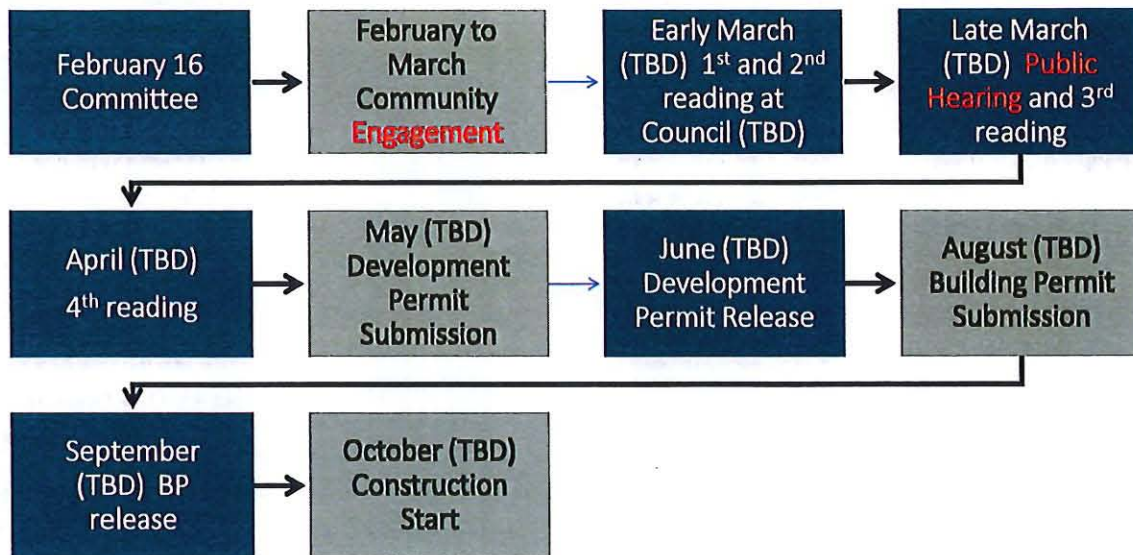 February 16
Committee
February to
March
Community
Engagement
Early March
(TBD) 1st and 2nd
reading at
Council (TBD)
Late March
(TBD) Public
Hearing and 3rd
reading
April (TBD)
4th reading
May (TBD)
Development
Permit
Submission
June (TBD)
Development
Permit Release
August (TBD)
Building Permit
Submission
September
(TBD) BP
release
October (TBD)
Construction
Start